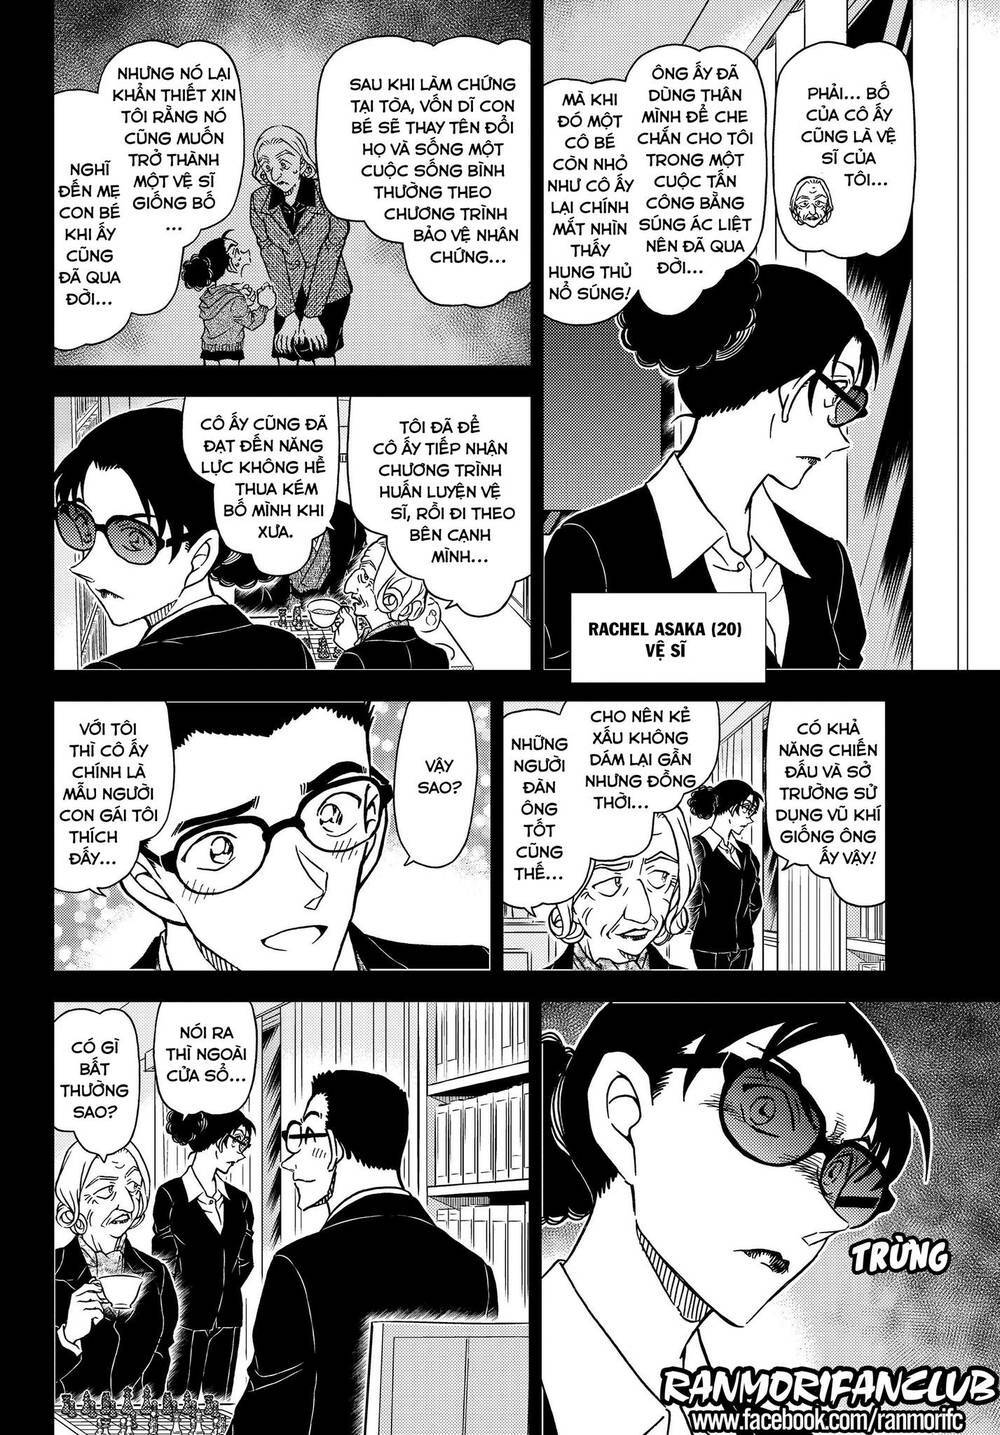 PHẢI... BỐ
CỦA CÔ ẤY
CŨNG LÀ VỆ
SĨ CỦA
TÔI...
ÔNG ẤY ĐÃ
DÙNG THÂN
MÌNH ĐỂ CHE
CHẮN CHO TÔI
TRONG MỘT
CUỘC TẤN
CÔNG BẰNG
SÚNG ÁC LIỆT
NÊN ĐÃ QUA
ĐỜI...
MÀ KHI
ĐÓ MỘT
CÔ BÉ
CÒN NHỎ
NHƯ CÔ ẤY
LẠI CHÍNH
MẮT NHÌN
THẤY
HUNG THỦ
NỔ SÚNG!
RACHEL ASAKA (20)
VỆ SĨ
SAU KHI LÀM CHỨNG
TẠI TÒA, VỐN DĨ CON
BÉ SẼ THAY TÊN ĐỔI
HỌ VÀ SỐNG MỘT
CUỘC SỐNG BÌNH
THƯỜNG THEO
CHƯƠNG TRÌNH
BẢO VỆ NHÂN
CHỨNG...
NHƯNG NÓ LẠI
KHẨN THIẾT XIN
TÔI RẰNG NÓ
CŨNG MUỐN
TRỞ THÀNH
MỘT VỆ SĨ
GIỐNG BỐ
...
NGHĨ
ĐẾN MẸ
CON BÉ
KHI ẤY
CŨNG
ĐÃ QUA
ĐỜI...
TÔI ĐÃ ĐỂ
CÔ ẤY TIẾP NHẬN
CHƯƠNG TRÌNH
HUẤN LUYỆN VỆ
SĨ, RỒI ĐI THEO
BÊN CẠNH
MÌNH...
CÔ ẤY CŨNG ĐÃ
ĐẠT ĐẾN NĂNG
LỰC KHÔNG HỀ
THUA KÉM
BỐ MÌNH KHI
XƯA.
CÓ KHẢ
NĂNG CHIẾN
ĐẤU VÀ SỞ
TRƯỜNG SỬ
DỤNG VŨ KHÍ
GIỐNG ÔNG
ẤY VẬY!
CHO NÊN KẺ
XẤU KHÔNG
DÁM LẠI GẦN
NHƯNG ĐỒNG
THỜI...
NHỮNG
NGƯỜI
ĐÀN
ÔNG
TỐT
CŨNG
THẾ...
VẬY
SAO?
VỚI TÔI
THÌ CÔ ẤY
CHÍNH LÀ
MẪU NGƯỜI
CON GÁI TÔI
THÍCH
ĐẤY...
TRỪNG
NÓI RA
THÌ NGOÀI
CỬA SỔ...
CÓ GÌ
BẤT
THƯỜNG
SAO?
RANMORIFANCLUB
www.facebook.com/ranmorifc